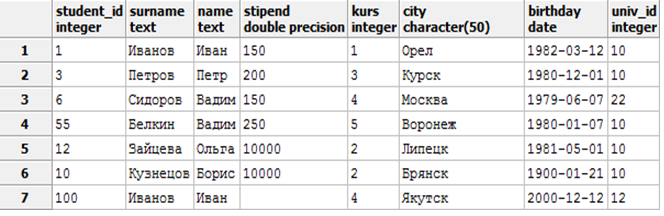 student_id surname name stipend kurs city birthday univ_id
integer text text double precision integer character(50) date integer
1 1 Иванов Иван 150 1 Орел 1982-03-12 10
2 3 Петров Петр 200 3 Курск 1980-12-01 10
3 6 Сидоров Вадим 150 4 Москва 1979-06-07 22
4 55 Белкин Вадим 250 5 Воронеж 1980-01-07 10
5 12 Зайцева Ольга 10000 2 Липецк 1981-05-01 10
6 10 Кузнецов Борис 10000 2 Брянск 1900-01-21 10
7 100 Иванов Иван 4 Якутск 2000-12-12 12